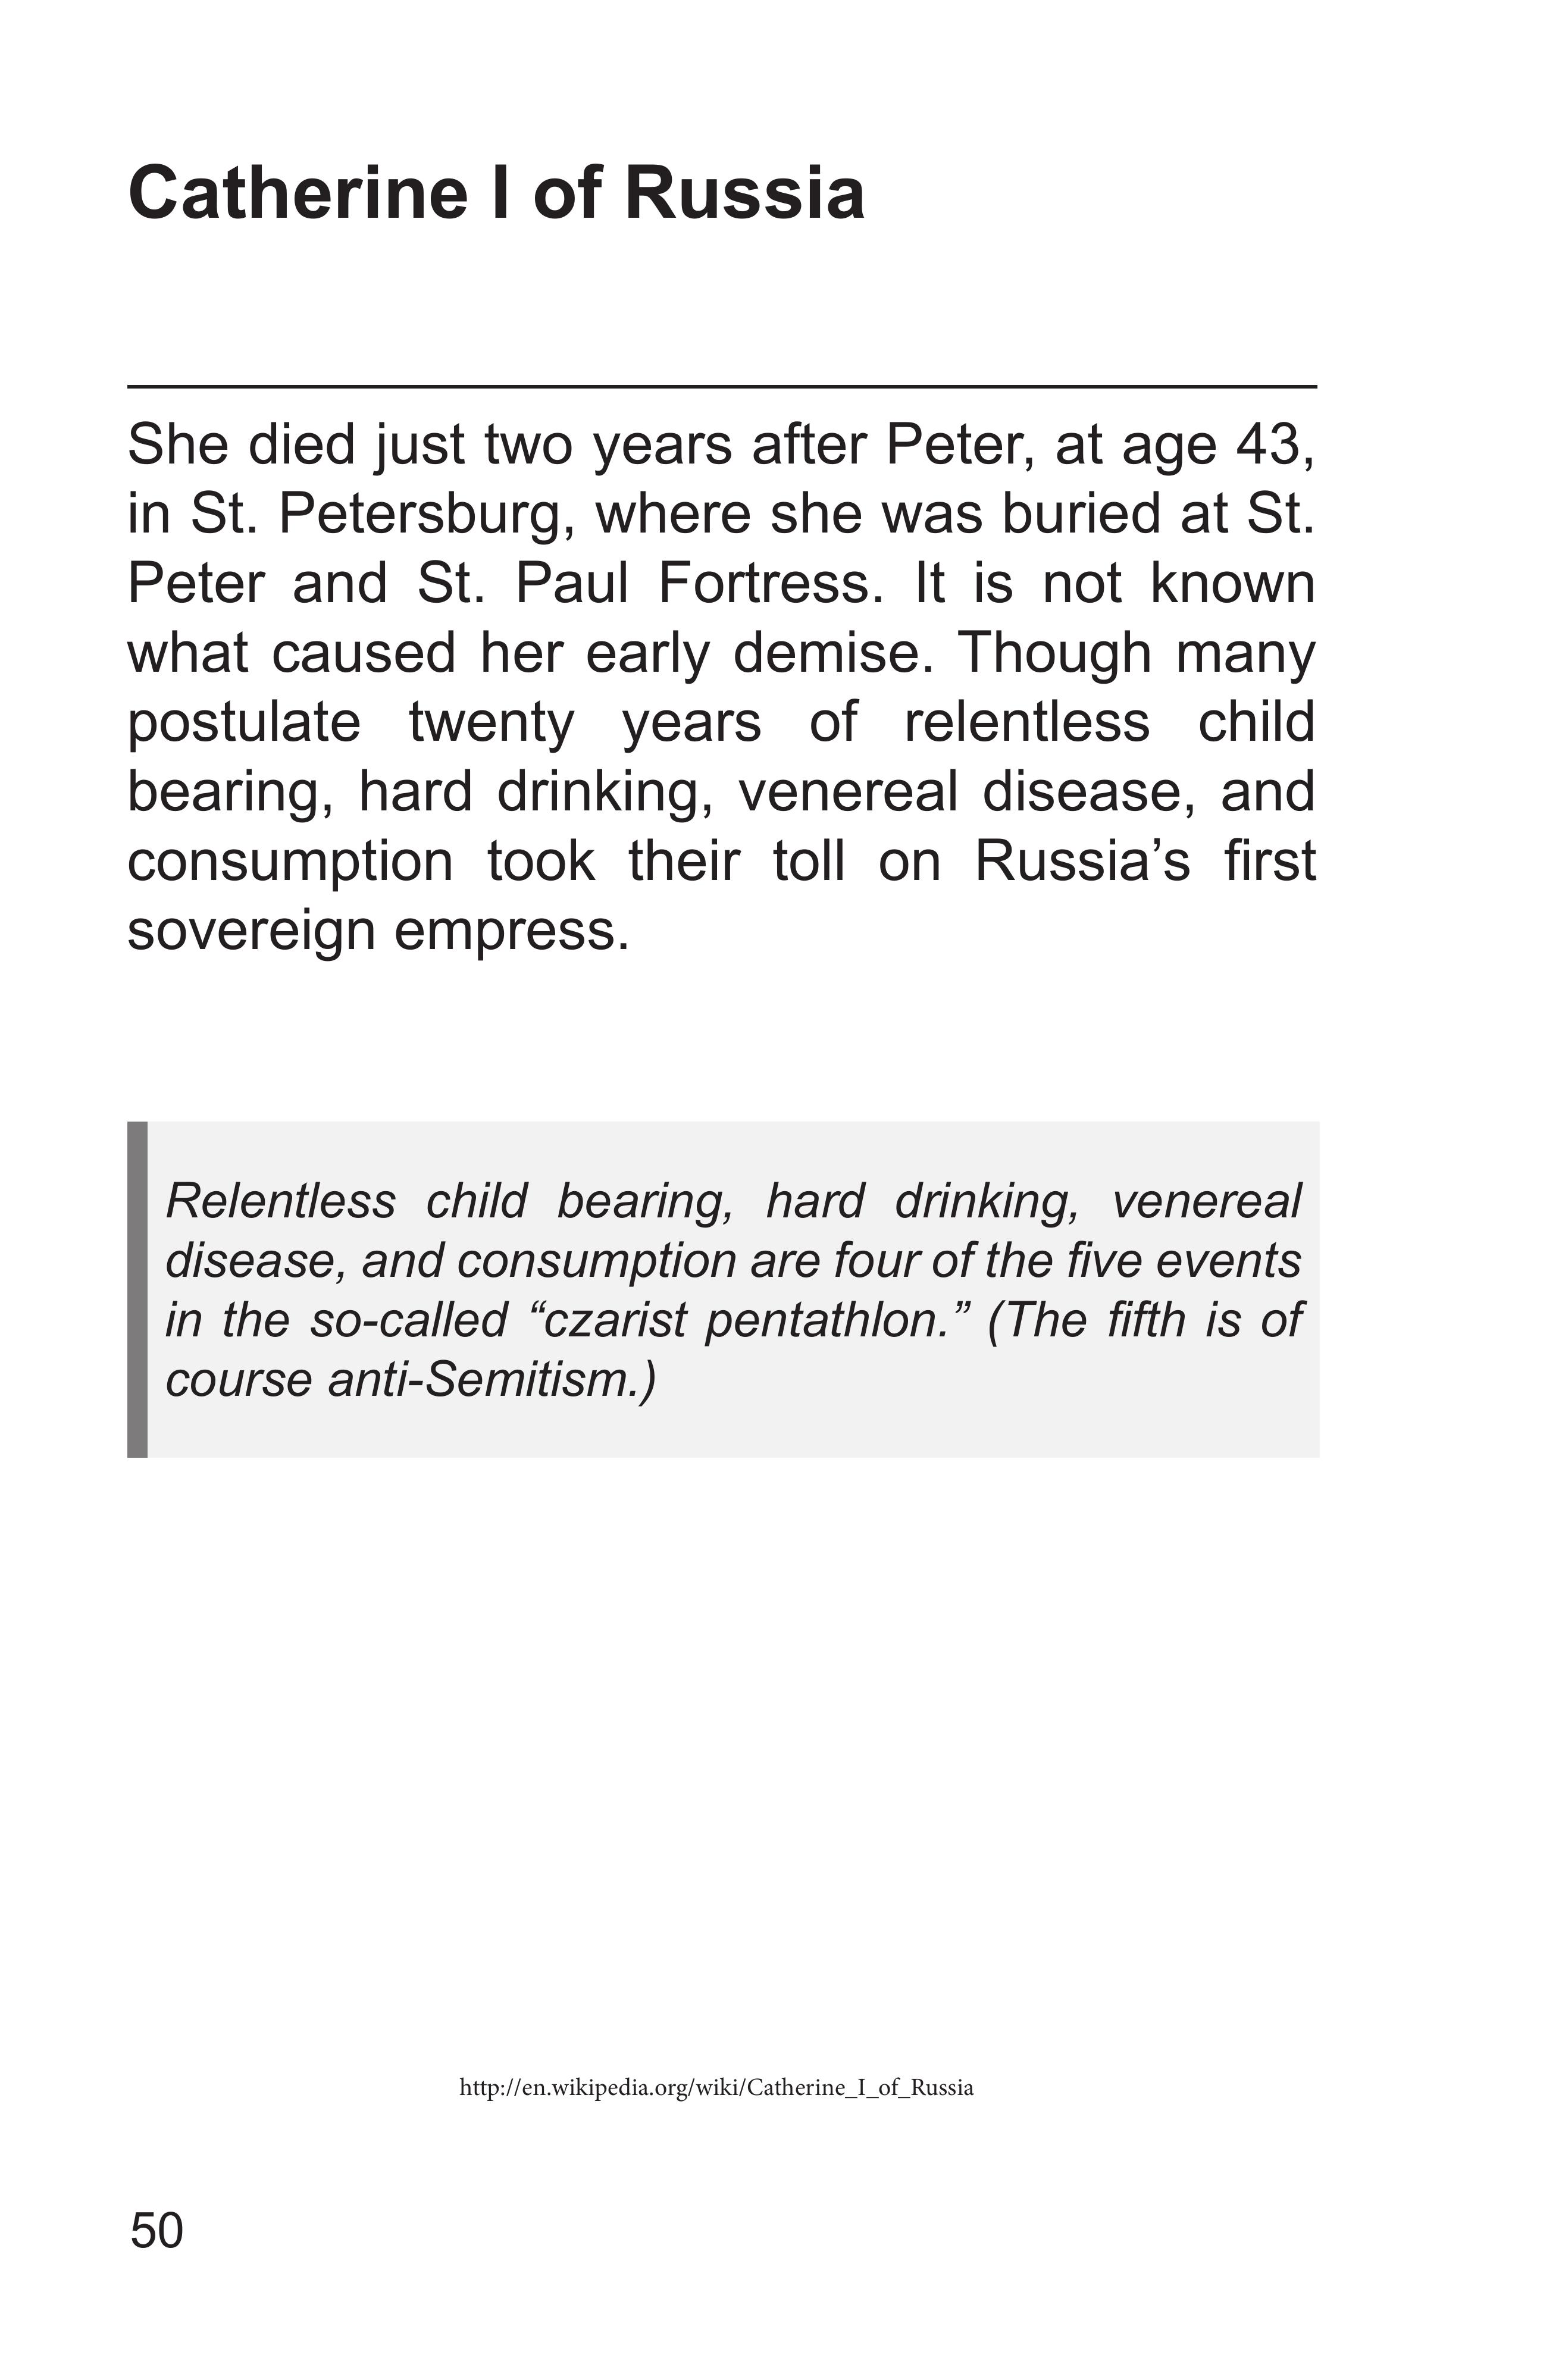 Catherine I of Russia
She died just two years after Peter, at age 43,
in St. Petersburg, where she was buried at St.
Peter and St. Paul Fortress. It is not known
what caused her early demise. Though many
postulate twenty years of relentless child
bearing, hard drinking, venereal disease, and
consumption took their toll on Russia’s first
sovereign empress.
Relentless child bearing, hard drinking, venereal
disease, and consumption are four of the five events
in the so-called “czarist pentathlon.” (The fifth is of
course anti-Semitism.)
http://en.wikipedia.org/wiki/Catherine_I_of_Russia
50